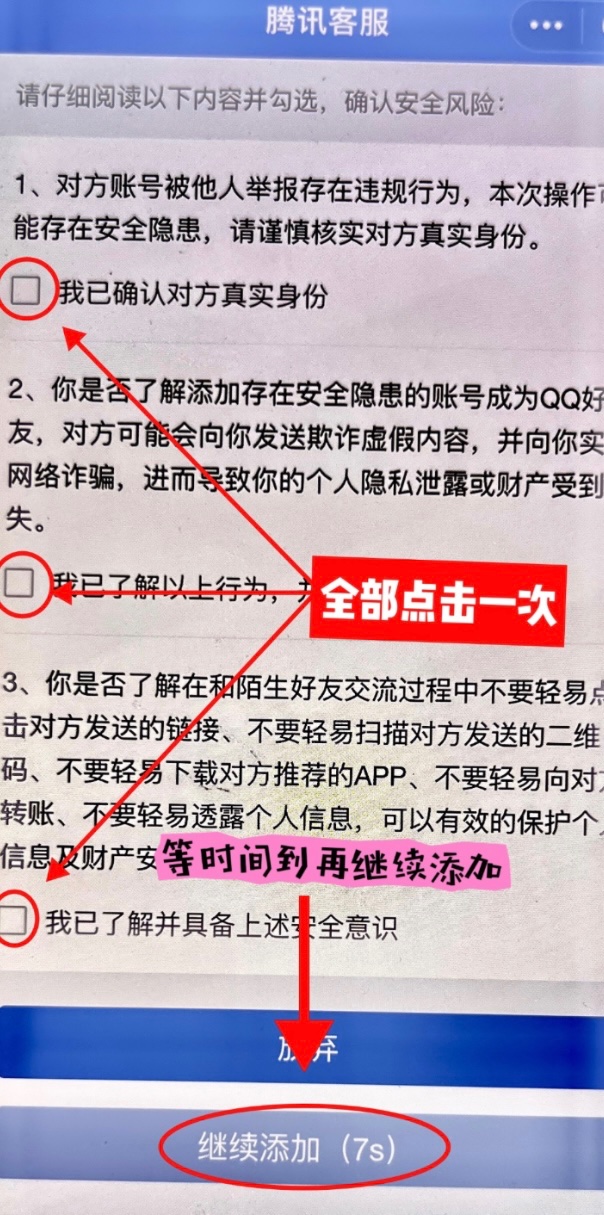 腾讯客服
请仔细阅读以下内容并勾选，确认安全风险：
1、对方账号被他人举报存在违规行为，本次操作可
能存在安全隐患，请谨慎核实对方真实身份。
我已确认对方真实身份
2、你是否了解添加存在安全隐患的账号成为QQ好
友，对方可能会向你发送欺诈虚假内容，并向你实
网络诈骗，进而导致你的个人隐私泄露或财产受到
失。
我已了解以上行为，
全部点击一次
3、你是否了解在和陌生好友交流过程中不要轻易点
击对方发送的链接、不要轻易扫描对方发送的二维
码、不要轻易下载对方推荐的APP、不要轻易向对方
转账、不要轻易透露个人信息，可以有效的保护个
信息及财产安
等时间到再继续添加
我已了解并具备上述安全意识
放弃
继续添加（7s）